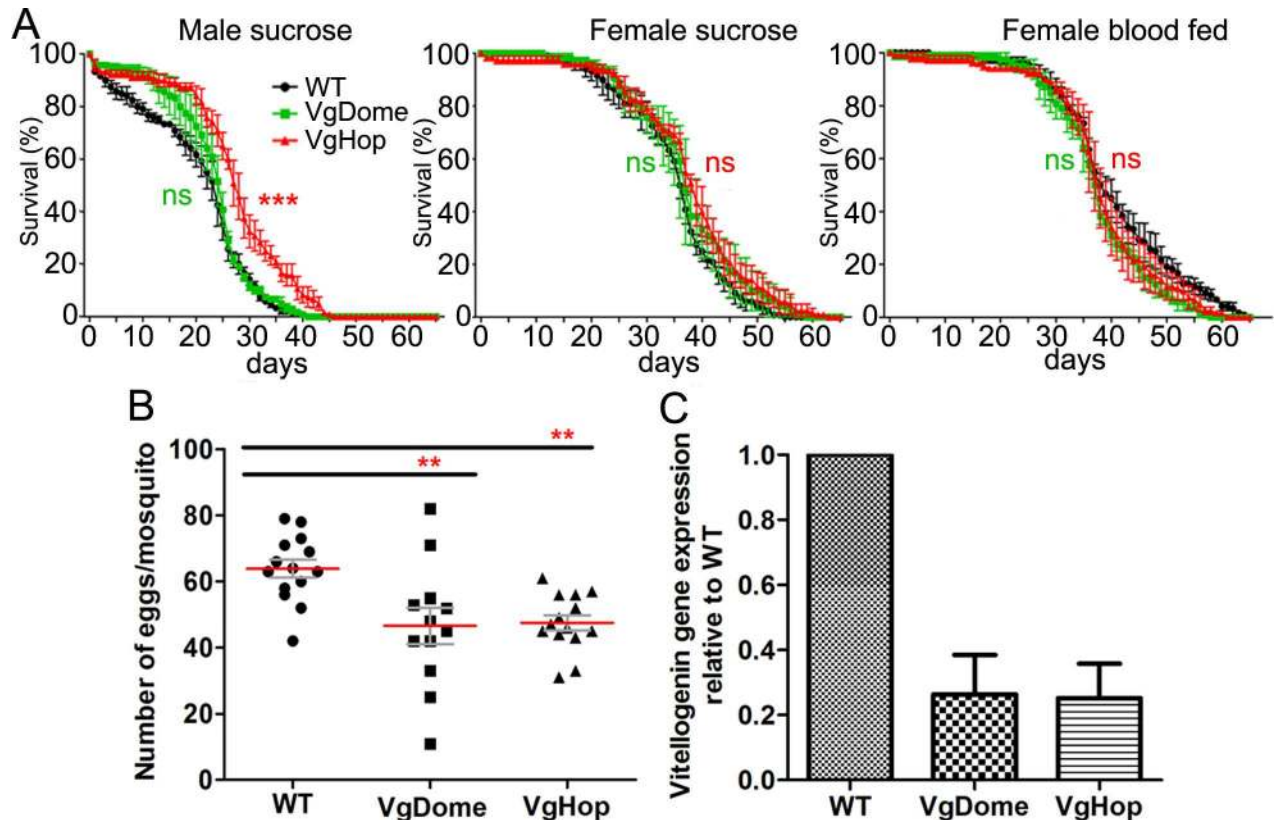 A
Male sucrose
Female sucrose
Female blood fed
Survival (%)
100
80
60
40
20
0
WT
VgDome
VgHop
ns
***
0 10 20 30 40 60
days
Survival (%)
100
80
60
40
20
0
ns
ns
0 10 20 30 40 50 60
days
Survival (%)
100
80
60
40
20
0
ns
ns
0 10 20 30 40 50 60
days
B
Number of eggs/mosquito
100
80
60
40
20
0
**
**
WT VgDome VgHop
C
Vitellogenin gene expression
relative to WT
1.0
0.8
0.6
0.4
0.2
0.0
WT VgDome VgHop